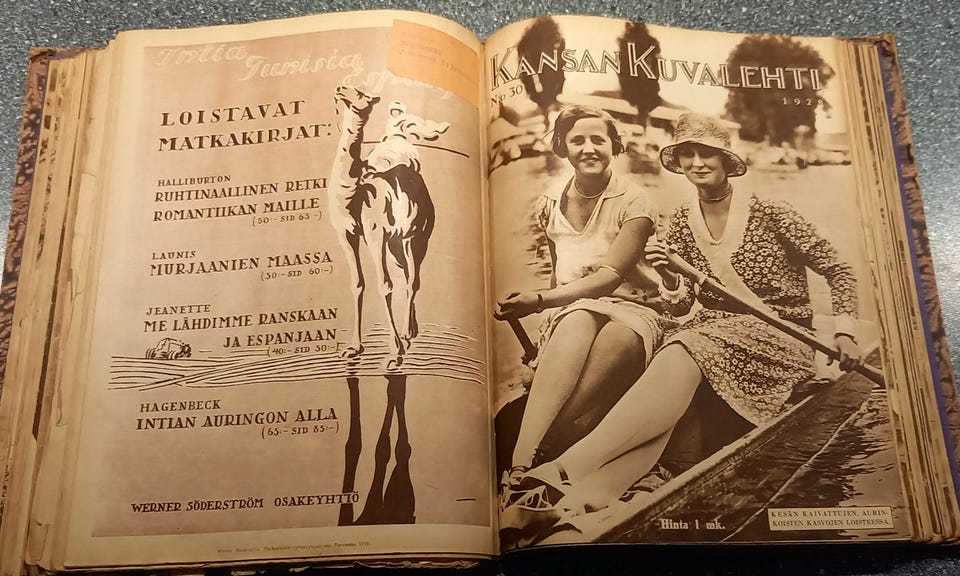 Intia
Tunisia
Espanja
LOISTAVAT
MATKAKIRJAT:
HALLIBURTON
RUHTINAALLINEN RETKI
ROMANTIIKAN MAILLE
(50:- SID 65:-)
LAUNIS
MURJAANIEN MAASSA
(50:- SID 60:-)
JEANETTE
ME LÄHDIMME RANSKAAN
JA ESPANJAAN
(40:- SID 50:-)
HAGENBECK
INTIAN AURINGON ALLA
(65:- SID 85:-)
WERNER SÖDERSTRÖM OSAKEYHTIÖ
KANSAN KUVALEHTI
No 30
Hinta 1 mk.
KESÄN KAIVATTUJEN, AURIN-
KOISTEN KASVOJEN LOISTEESSA.